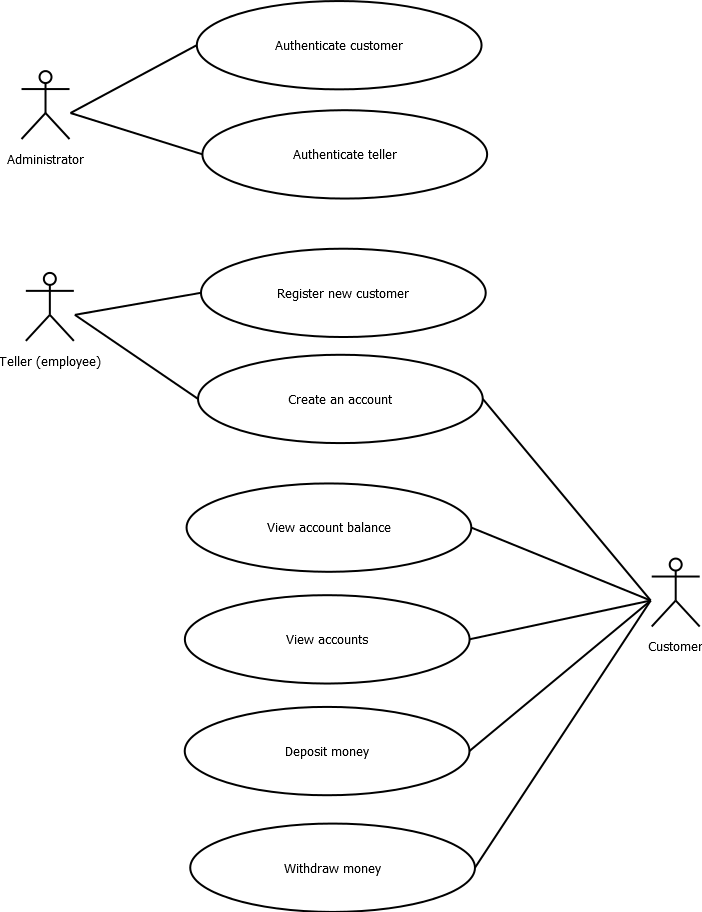 Authenticate customer
Administrator
Authenticate teller
Register new customer
Teller (employee)
Create an account
View account balance
View accounts
Customer
Deposit money
Withdraw money